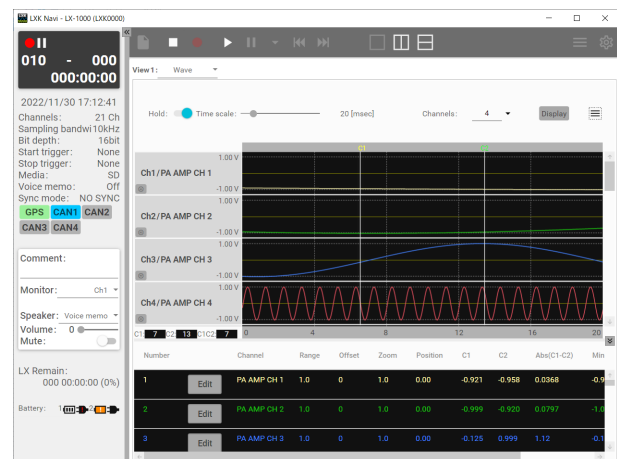 LXK Navi - LX-1000 (LXK0000)
010 - 000
000:00:00
2022/11/30 17:12:41
Channels: 21 Ch
Sampling bandwi10kHz
Bit depth: 16bit
Start trigger: None
Stop trigger: None
Media: SD
Voice memo: Off
Sync mode: NO SYNC
GPS CAN1 CAN2
CAN3 CAN4
Comment:
Monitor: Ch1
Speaker: Voice memo
Volume: 0
Mute:
LX Remain:
000 00:00:00 (0%)
Battery: 1 2
View1: Wave
Hold: Time scale: 20 [msec] Channels: 4 Display
C1 C2
1.00 V
Ch1/PA AMP CH 1
-1.00 V
1.00 V
Ch2/PA AMP CH 2
-1.00 V
1.00 V
Ch3/PA AMP CH 3
-1.00 V
1.00 V
Ch4/PA AMP CH 4
-1.00 V
C1: 7 C2: 13 C1C2: 7 0 4 8 12 16 20
Number Channel Range Offset Zoom Position C1 C2 Abs(C1-C2) Min
1 Edit PA AMP CH 1 1.0 0 1.0 0.00 -0.921 -0.958 0.0368 -0.9
2 Edit PA AMP CH 2 1.0 0 1.0 0.00 -0.999 -0.920 0.0797 -1.0
3 Edit PA AMP CH 3 1.0 0 1.0 0.00 -0.125 0.999 1.12 -0.1